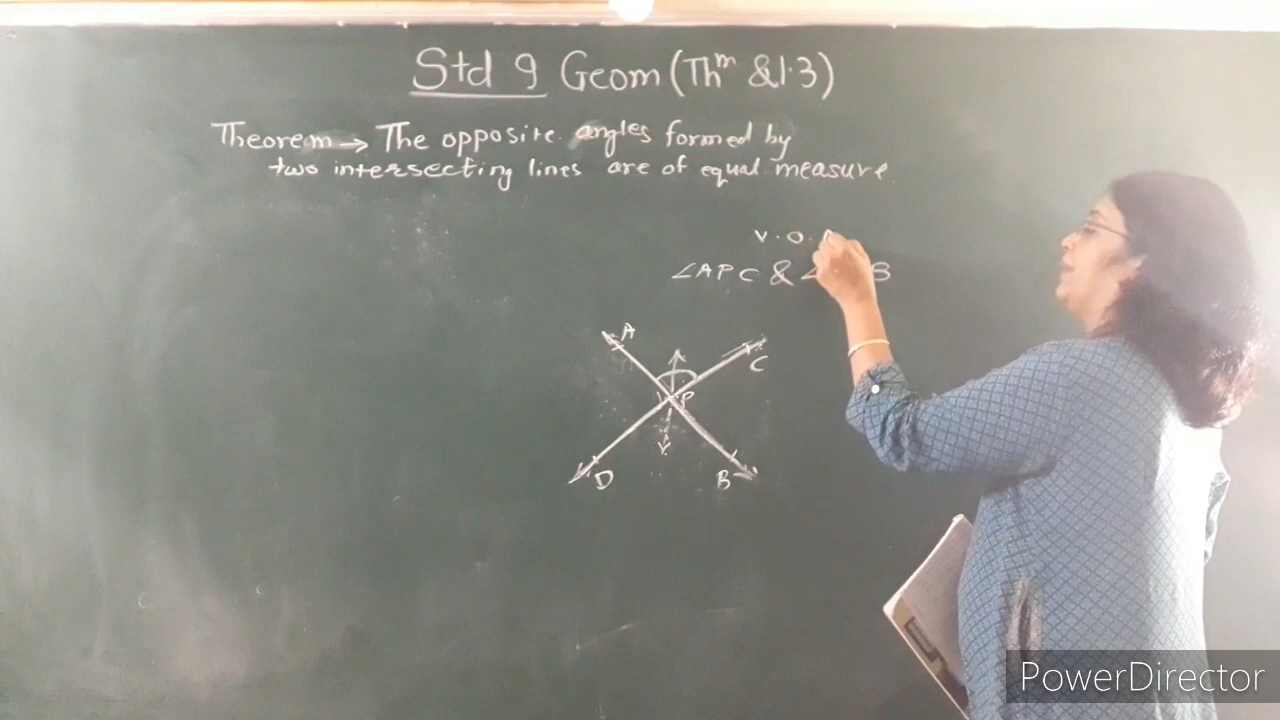 Std 9 Geom (Thᵐ & 1.3)
Theorem → The opposite angles formed by
two intersecting lines are of equal measure.
V.O.
∠APC & ∠ B
A
C
P
D
B
PowerDirector